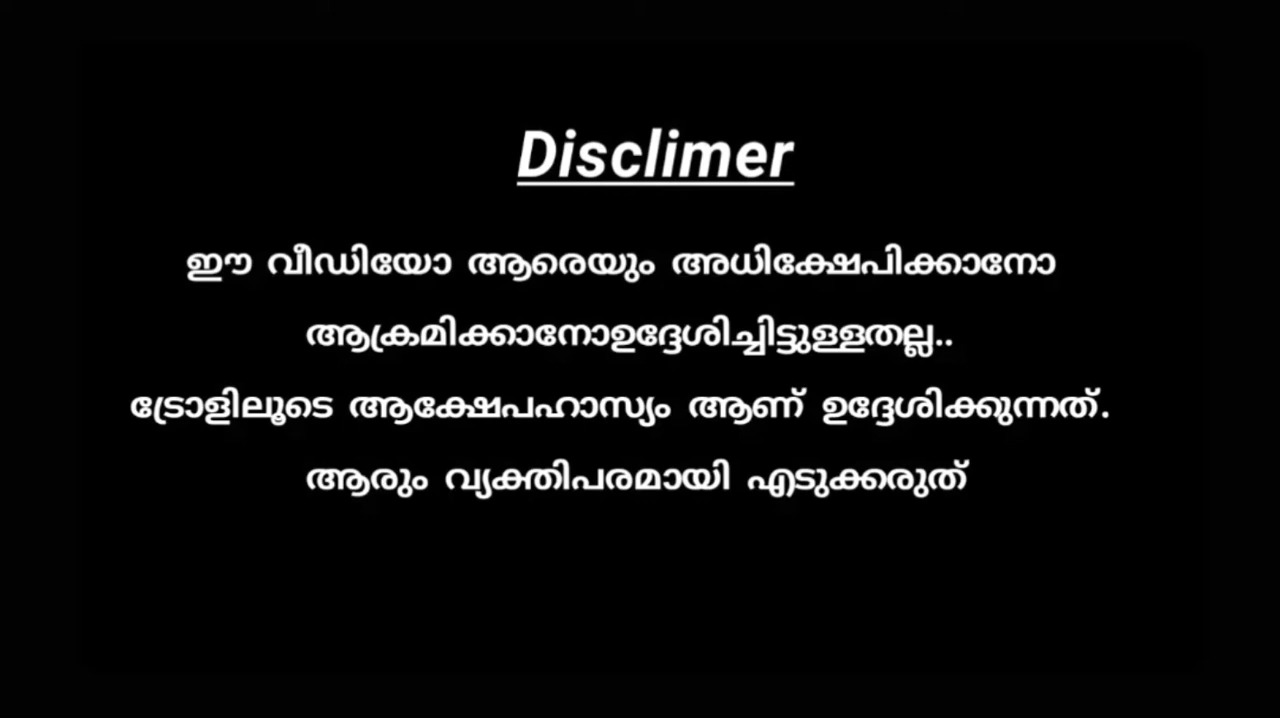 Disclimer
ഈ വീഡിയോ ആരെയും അധിക്ഷേപിക്കാനോ
ആക്രമിക്കാനോഉദ്ദേശിച്ചിട്ടുള്ളതല്ല..
ട്രോളിലൂടെ ആക്ഷേപഹാസ്യം ആണ് ഉദ്ദേശിക്കുന്നത്.
ആരും വ്യക്തിപരമായി എടുക്കരുത്